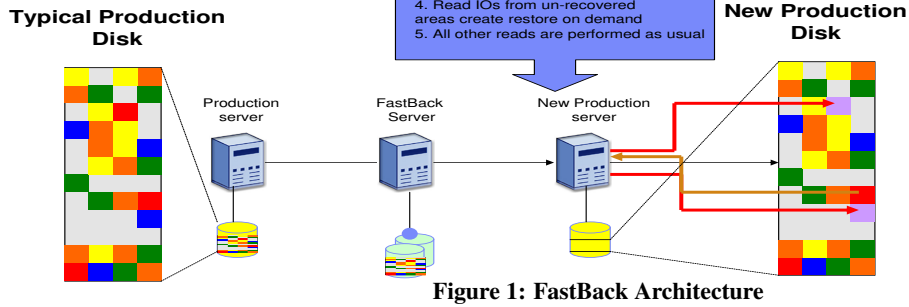 Typical Production
Disk
4. Read IOs from un-recovered
areas create restore on demand
5. All other reads are performed as usual
New Production
Disk
Production
server
FastBack
Server
New Production
server
Figure 1: FastBack Architecture